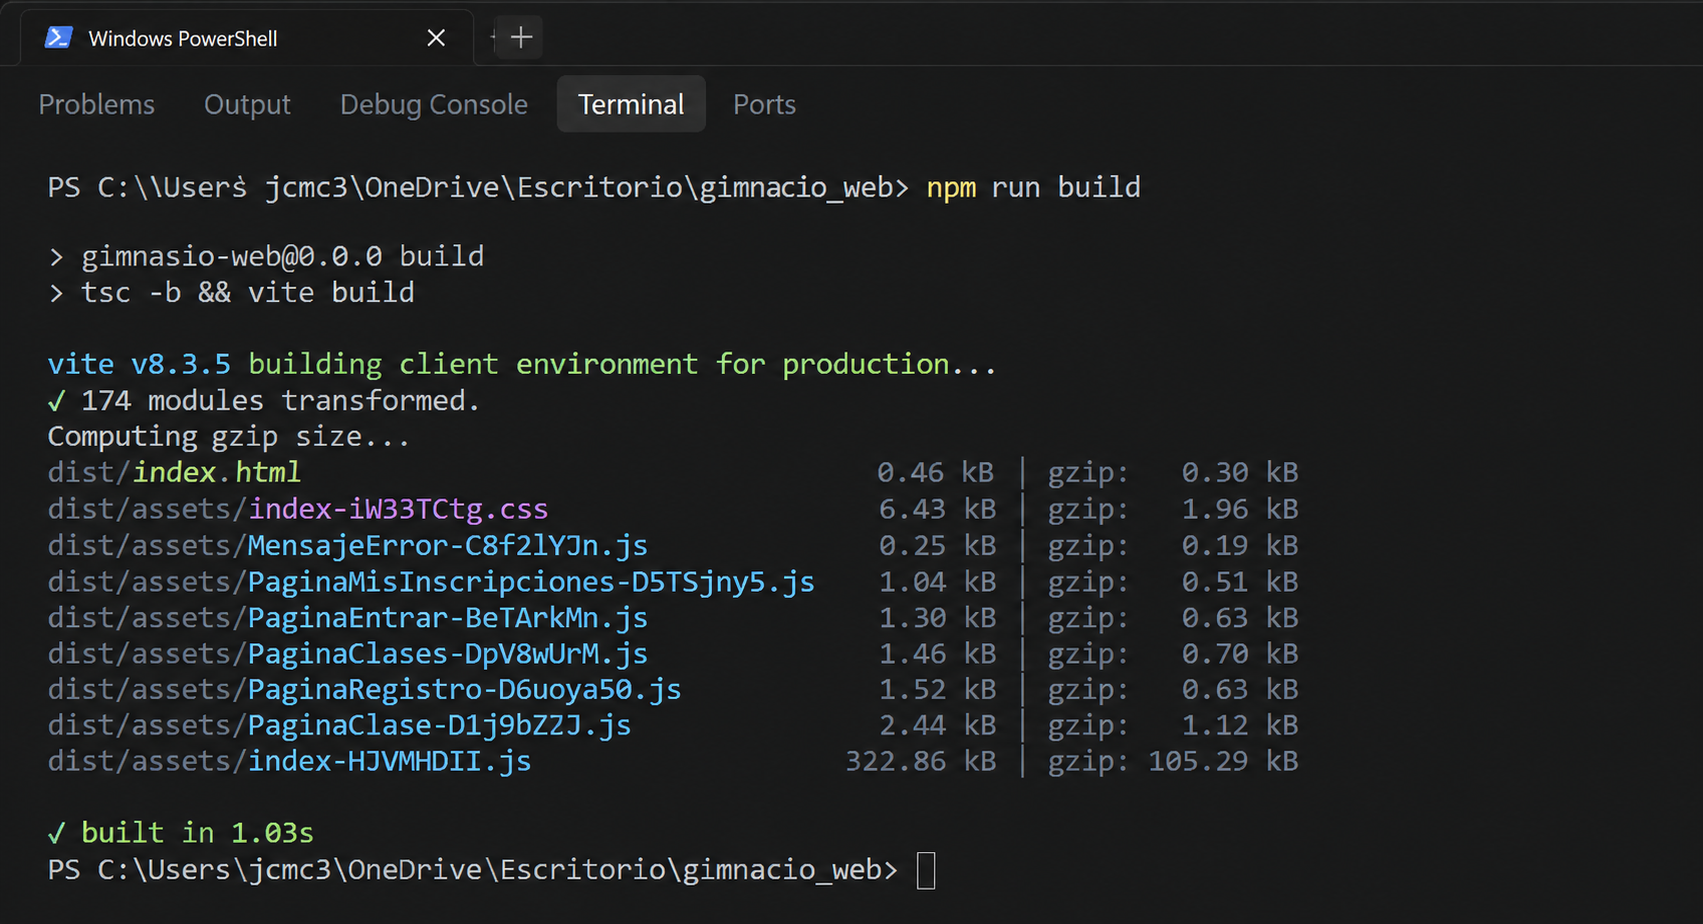 Windows PowerShell
Problems Output Debug Console Terminal Ports
PS C:\\Users̀ jcmc3\OneDrive\Escritorio\gimnacio_web> npm run build
> gimnasio-web@0.0.0 build
> tsc -b && vite build
vite v8.3.5 building client environment for production...
✓ 174 modules transformed.
Computing gzip size...
dist/index.html 0.46 kB | gzip: 0.30 kB
dist/assets/index-iW33TCtg.css 6.43 kB | gzip: 1.96 kB
dist/assets/MensajeError-C8f2lYJn.js 0.25 kB | gzip: 0.19 kB
dist/assets/PaginaMisInscripciones-D5TSjny5.js 1.04 kB | gzip: 0.51 kB
dist/assets/PaginaEntrar-BeTArkMn.js 1.30 kB | gzip: 0.63 kB
dist/assets/PaginaClases-DpV8wUrM.js 1.46 kB | gzip: 0.70 kB
dist/assets/PaginaRegistro-D6uoya50.js 1.52 kB | gzip: 0.63 kB
dist/assets/PaginaClase-D1j9bZZJ.js 2.44 kB | gzip: 1.12 kB
dist/assets/index-HJVMHDII.js 322.86 kB | gzip: 105.29 kB
✓ built in 1.03s
PS C:\Users\jcmc3\OneDrive\Escritorio\gimnacio_web>